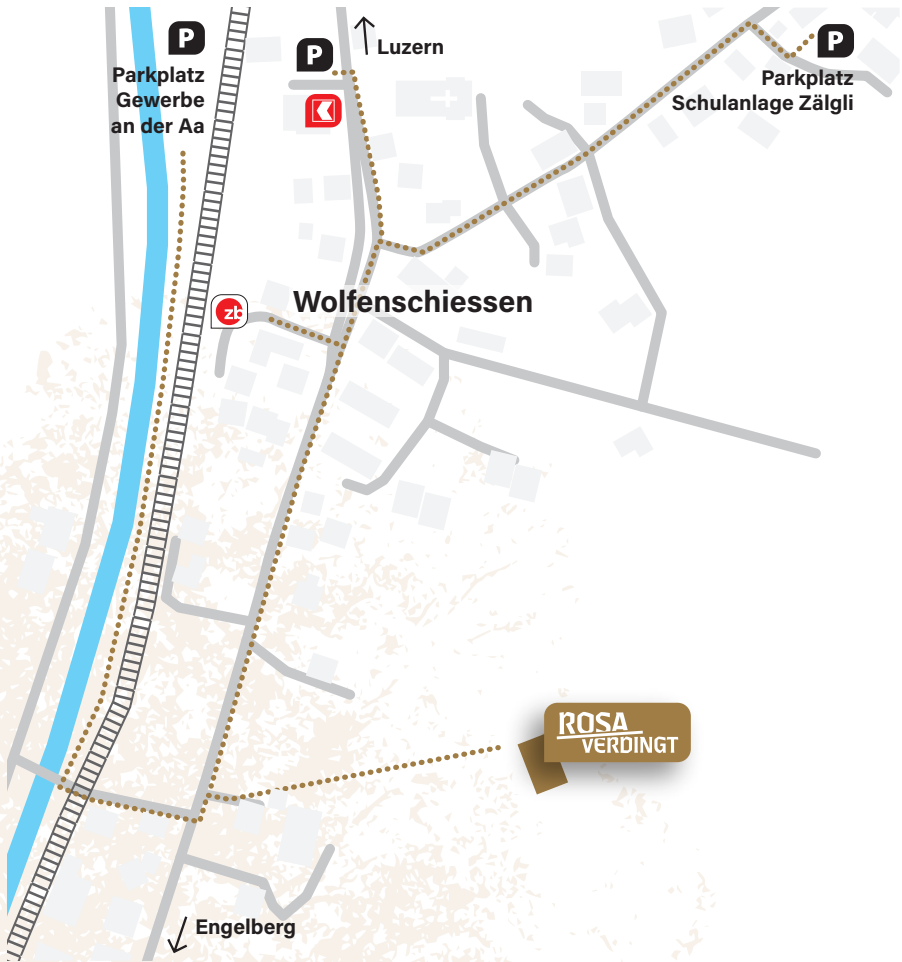 P
Parkplatz
Gewerbe
an der Aa
P
Luzern
P
Parkplatz
Schulanlage Zälgli
zb
Wolfenschiessen
ROSA
VERDINGT
Engelberg